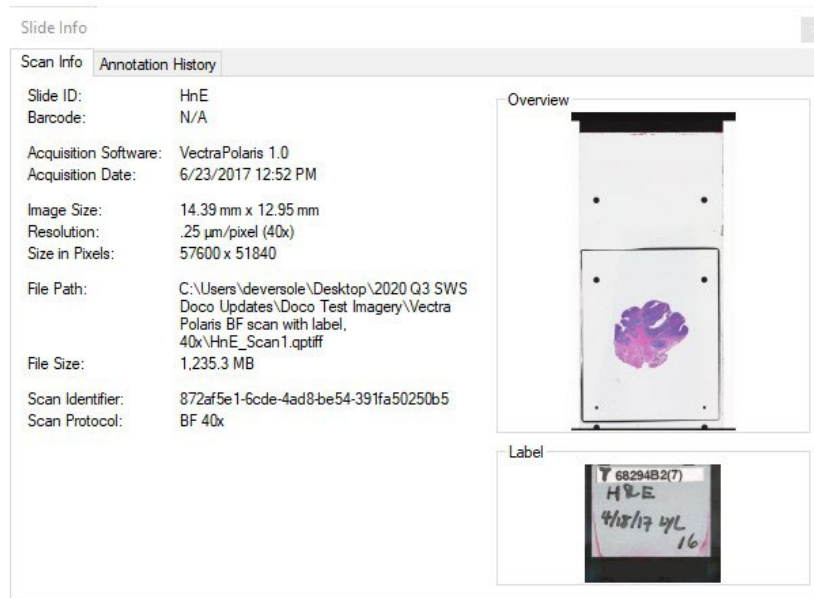 Slide Info
Scan Info
Annotation History
Slide ID: HnE
Barcode: N/A
Acquisition Software: VectraPolaris 1.0
Acquisition Date: 6/23/2017 12:52 PM
Image Size: 14.39 mm x 12.95 mm
Resolution: .25 µm/pixel (40x)
Size in Pixels: 57600 x 51840
File Path: C:\Users\deversole\Desktop\2020 Q3 SWS
Doco Updates\Doco Test Imagery\Vectra
Polaris BF scan with label,
40x\HnE_Scan1.qptiff
File Size: 1,235.3 MB
Scan Identifier: 872af5e1-6cde-4ad8-be54-391fa50250b5
Scan Protocol: BF 40x
Overview
Label
T 68294B2(7)
H&E
4/18/17
16